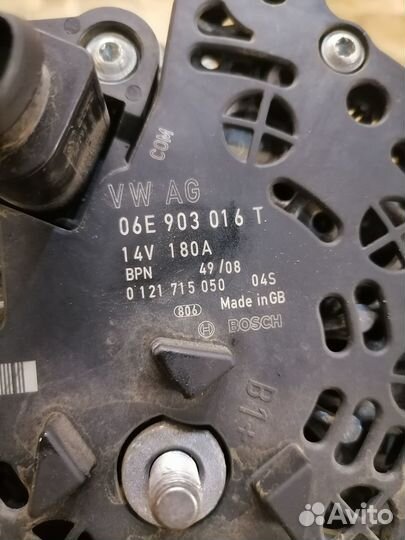 COM
VW AG
06E 903 016 T
14V 180A
BPN 49/08
0 121 715 050 04S
806 Made in GB
BOSCH
B1+
Avito